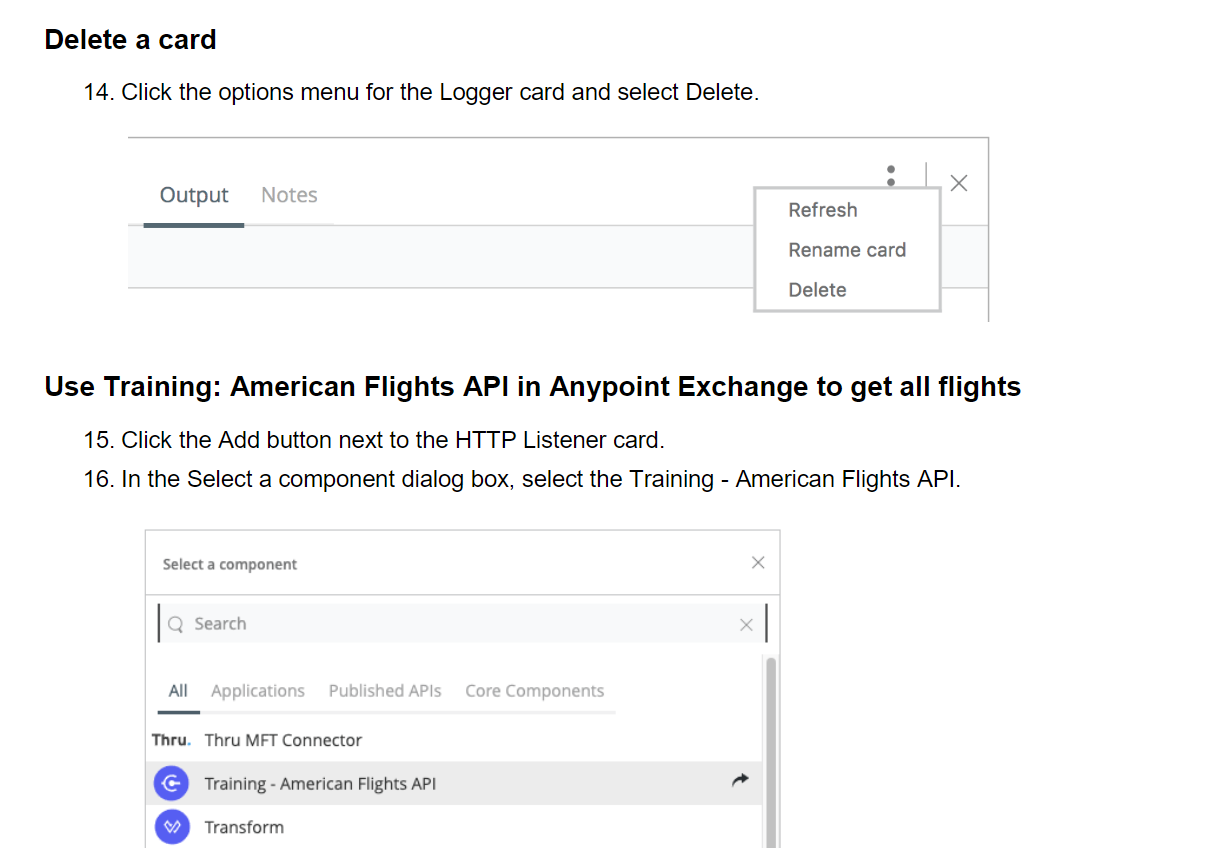 Delete a card
14. Click the options menu for the Logger card and select Delete.
Output Notes
Refresh
Rename card
Delete
Use Training: American Flights API in Anypoint Exchange to get all flights
15. Click the Add button next to the HTTP Listener card.
16. In the Select a component dialog box, select the Training - American Flights API.
Select a component
Search
All Applications Published APIs Core Components
Thru. Thru MFT Connector
Training - American Flights API
Transform